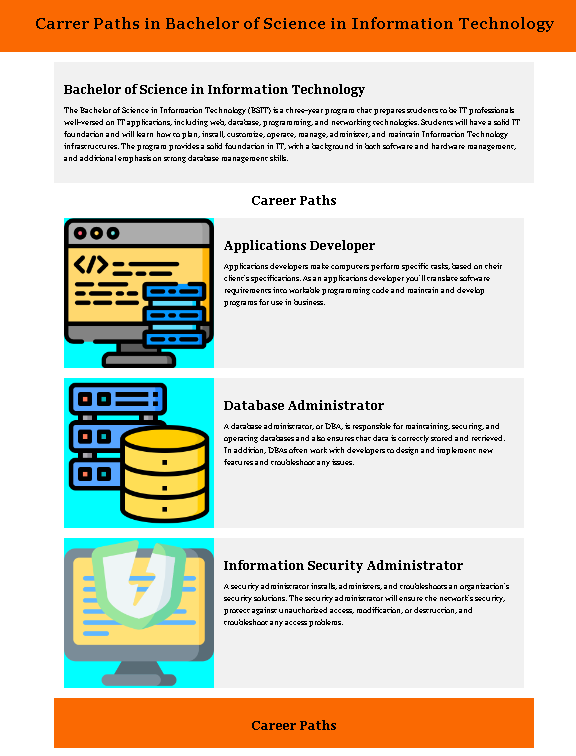 Carrer Paths in Bachelor of Science in Information Technology
Bachelor of Science in Information Technology
The Bachelor of Science in Information Technology (BSIT) is a three-year program that prepares students to be IT professionals
well-versed on IT applications, including web, database, programming, and networking technologies. Students will have a solid IT
foundation and will learn how to plan, install, customize, operate, manage, administer, and maintain Information Technology
infrastructures. The program provides a solid foundation in IT, with a background in both software and hardware management,
and additional emphasis on strong database management skills.
Career Paths
Applications Developer
Applications developers make computers perform specific tasks, based on their
client's specifications. As an applications developer you'll translate software
requirements into workable programming code and maintain and develop
programs for use in business.
Database Administrator
A database administrator, or DBA, is responsible for maintaining, securing, and
operating databases and also ensures that data is correctly stored and retrieved.
In addition, DBAs often work with developers to design and implement new
features and troubleshoot any issues.
Information Security Administrator
A security administrator installs, administers, and troubleshoots an organization's
security solutions. The security administrator will ensure the network's security,
protect against unauthorized access, modification, or destruction, and
troubleshoot any access problems.
Career Paths